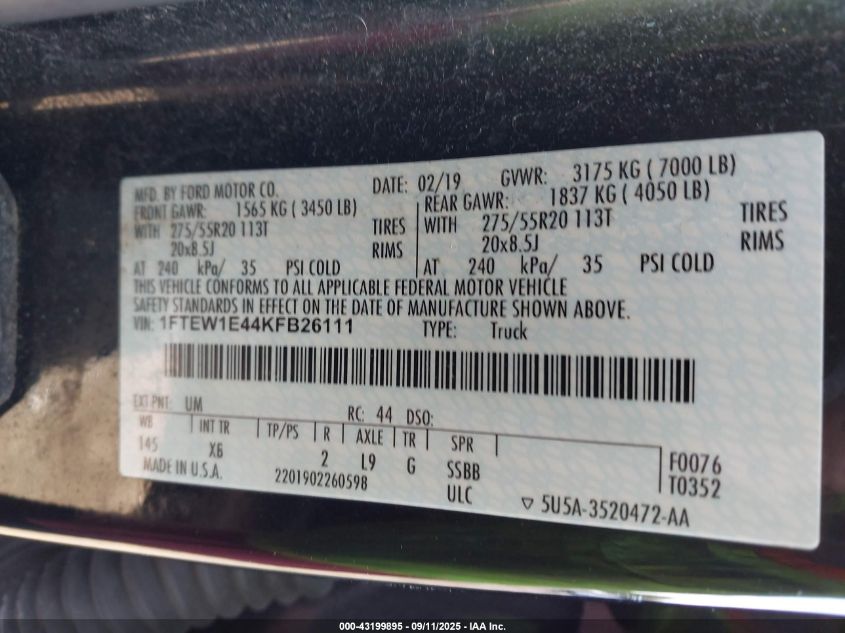 MFD. BY FORD MOTOR CO. DATE: 02/19 GVWR: 3175 KG ( 7000 LB)
FRONT GAWR: 1565 KG ( 3450 LB) REAR GAWR: 1837 KG ( 4050 LB)
WITH 275/55R20 113T TIRES WITH 275/55R20 113T TIRES
20x8.5J RIMS 20x8.5J RIMS
AT 240 kPa/ 35 PSI COLD AT 240 kPa/ 35 PSI COLD
THIS VEHICLE CONFORMS TO ALL APPLICABLE FEDERAL MOTOR VEHICLE
SAFETY STANDARDS IN EFFECT ON THE DATE OF MANUFACTURE SHOWN ABOVE.
VIN: 1FTEW1E44KFB26111 TYPE: Truck
EXT PNT: UM RC: 44 DSO:
WB INT TR TP/PS R AXLE TR SPR
145 X6 2 L9 G SSBB F0076
MADE IN U.S.A. 2201902260598 ULC T0352
5U5A-3520472-AA
000-43199895 - 09/11/2025 - IAA Inc.